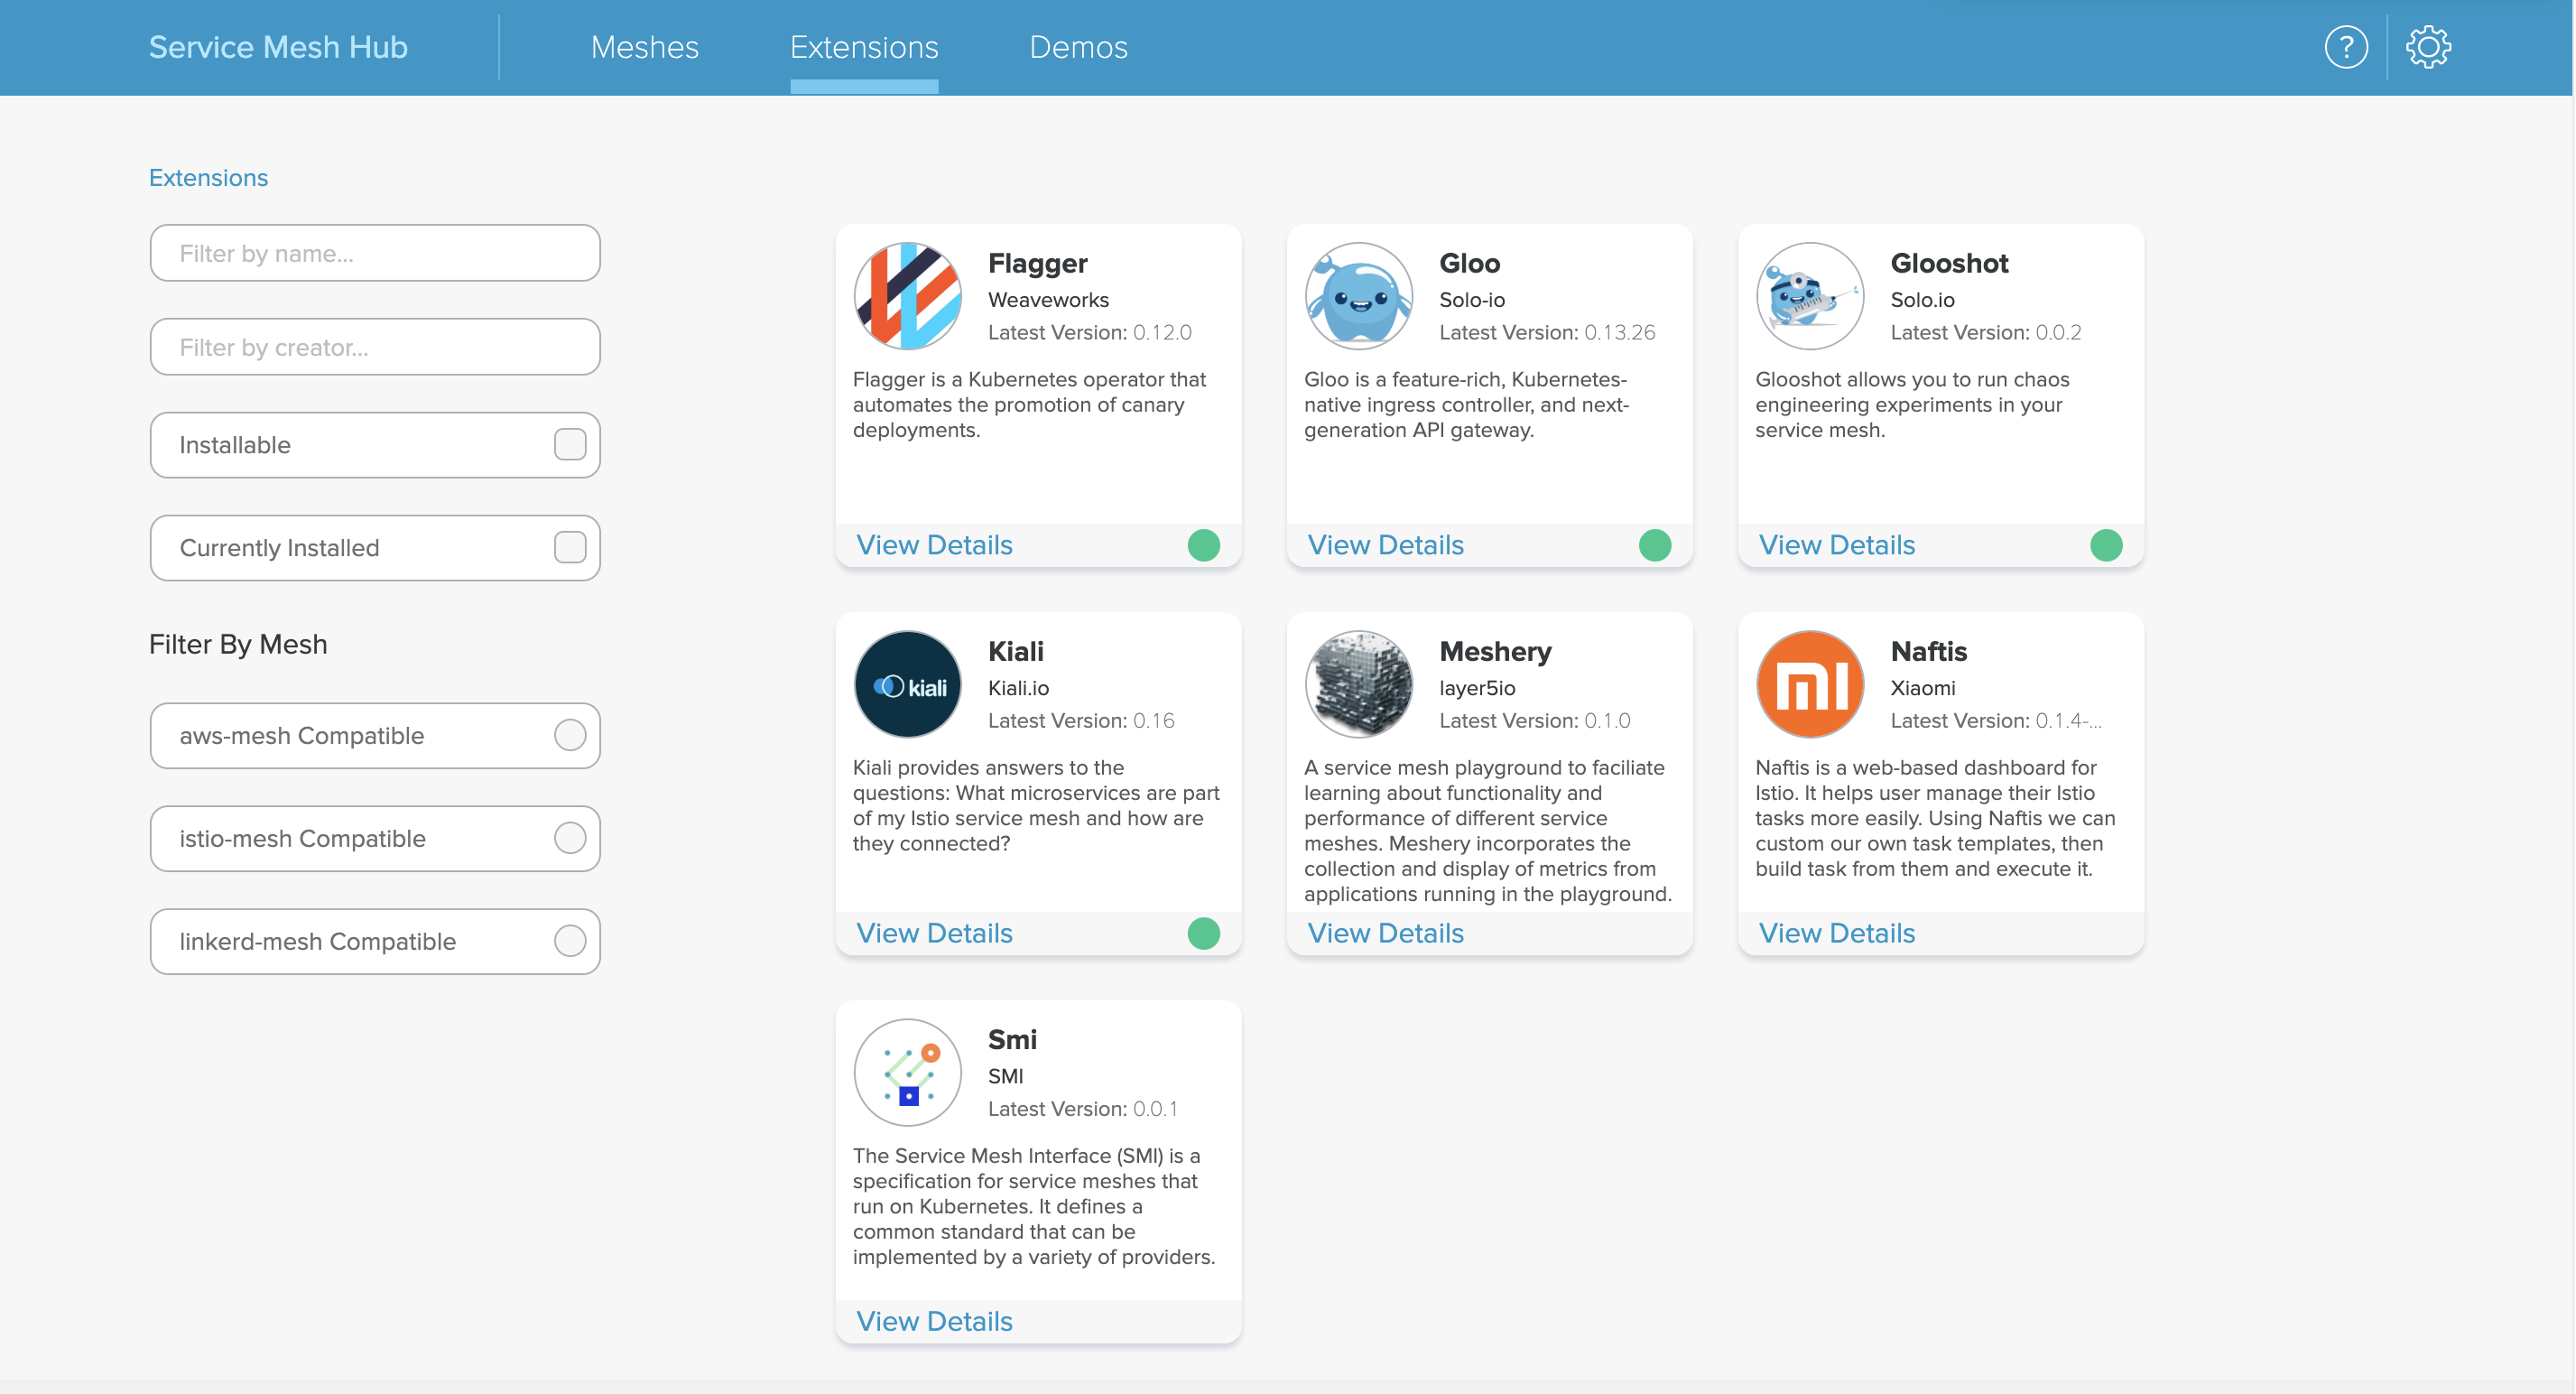 Service Mesh Hub
Meshes
Extensions
Demos
?
Extensions
Filter by name...
Filter by creator...
Installable
Currently Installed
Filter By Mesh
aws-mesh Compatible
istio-mesh Compatible
linkerd-mesh Compatible
Flagger
Weaveworks
Latest Version: 0.12.0
Flagger is a Kubernetes operator that
automates the promotion of canary
deployments.
View Details
Gloo
Solo-io
Latest Version: 0.13.26
Gloo is a feature-rich, Kubernetes-
native ingress controller, and next-
generation API gateway.
View Details
Glooshot
Solo.io
Latest Version: 0.0.2
Glooshot allows you to run chaos
engineering experiments in your
service mesh.
View Details
kiali
Kiali
Kiali.io
Latest Version: 0.16
Kiali provides answers to the
questions: What microservices are part
of my Istio service mesh and how are
they connected?
View Details
Meshery
layer5io
Latest Version: 0.1.0
A service mesh playground to faciliate
learning about functionality and
performance of different service
meshes. Meshery incorporates the
collection and display of metrics from
applications running in the playground.
View Details
mi
Naftis
Xiaomi
Latest Version: 0.1.4-...
Naftis is a web-based dashboard for
Istio. It helps user manage their Istio
tasks more easily. Using Naftis we can
custom our own task templates, then
build task from them and execute it.
View Details
Smi
SMI
Latest Version: 0.0.1
The Service Mesh Interface (SMI) is a
specification for service meshes that
run on Kubernetes. It defines a
common standard that can be
implemented by a variety of providers.
View Details